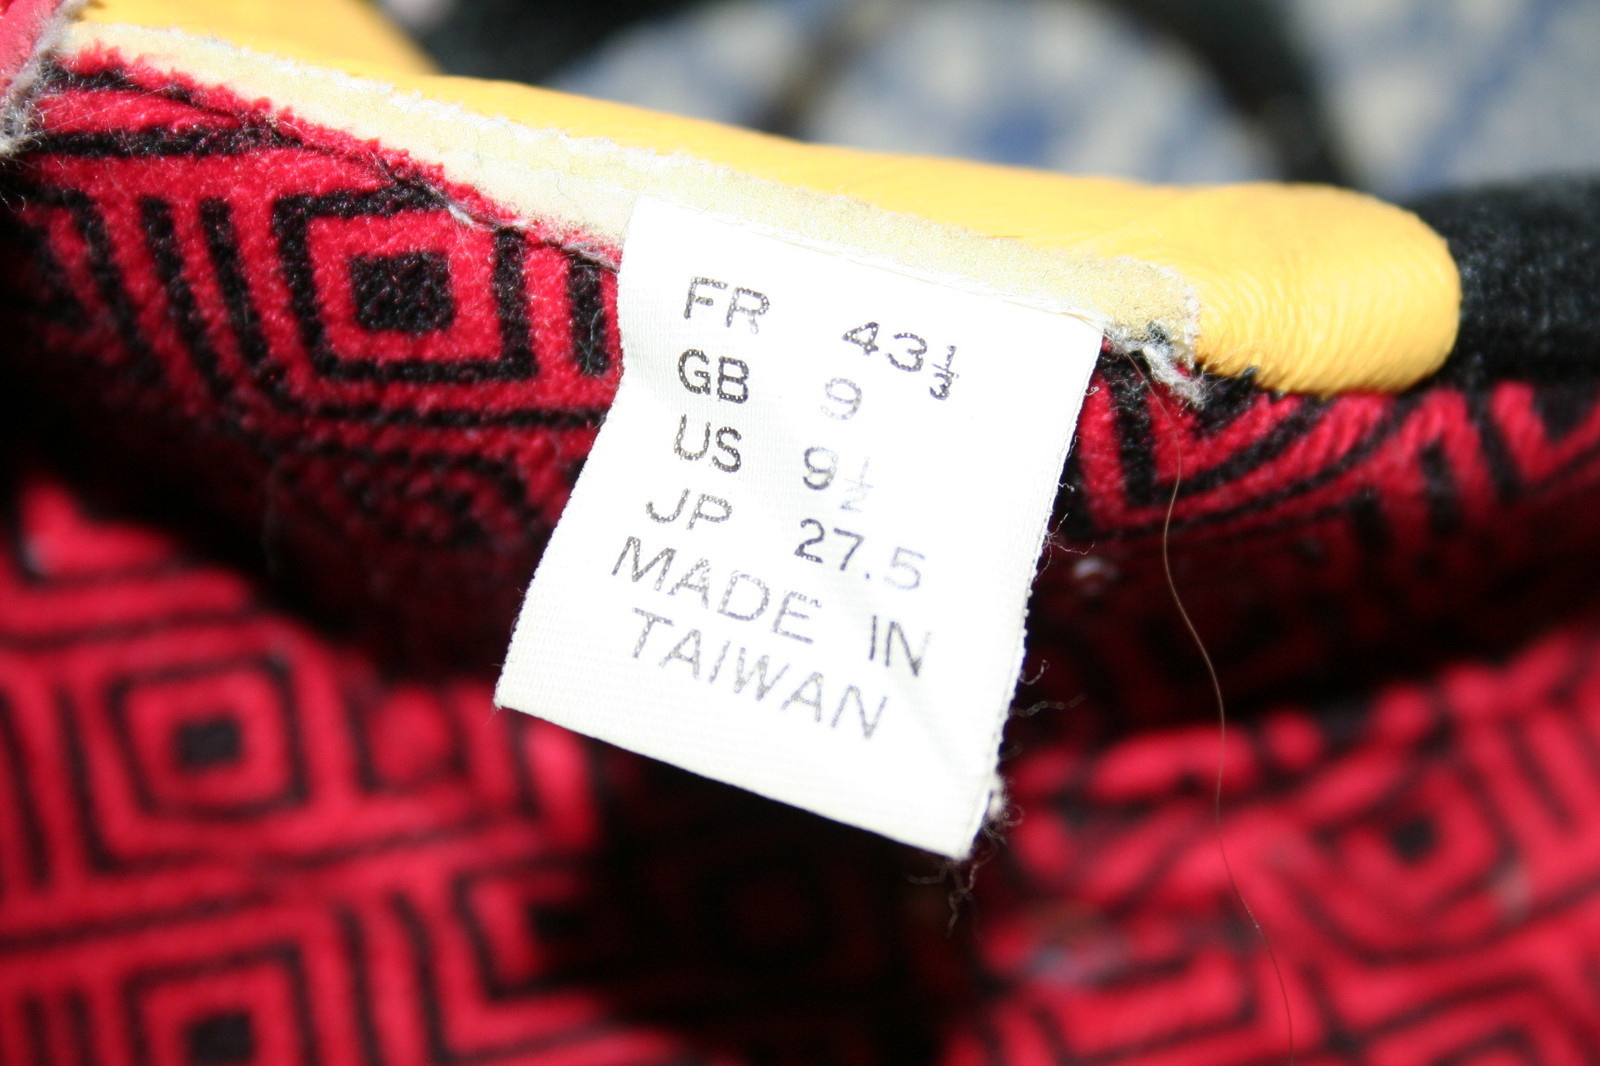 FR 43⅓
GB 9
US 9½
JP 27.5
MADE IN
TAIWAN